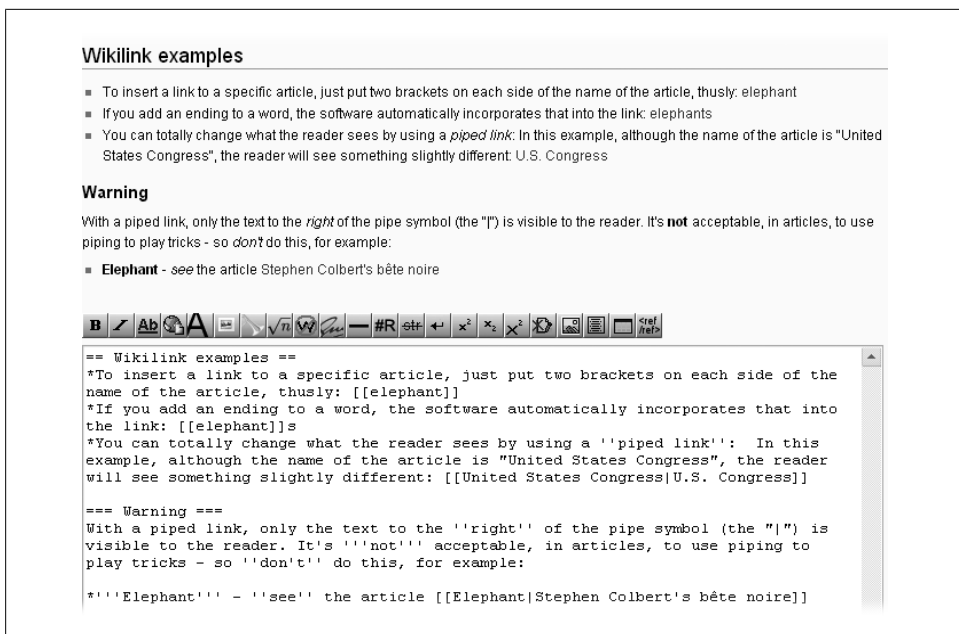 Wikilink examples
To insert a link to a specific article, just put two brackets on each side of the name of the article, thusly: elephant
If you add an ending to a word, the software automatically incorporates that into the link: elephants
You can totally change what the reader sees by using a piped link: In this example, although the name of the article is "United
States Congress", the reader will see something slightly different: U.S. Congress
Warning
With a piped link, only the text to the right of the pipe symbol (the "|") is visible to the reader. It's not acceptable, in articles, to use
piping to play tricks - so don't do this, for example:
Elephant - see the article Stephen Colbert's bête noire
B I Ab A √n W #R str x² x₂ x² <ref /ref>
== Wikilink examples ==
*To insert a link to a specific article, just put two brackets on each side of the
name of the article, thusly: [[elephant]]
*If you add an ending to a word, the software automatically incorporates that into
the link: [[elephant]]s
*You can totally change what the reader sees by using a ''piped link'':  In this
example, although the name of the article is "United States Congress", the reader
will see something slightly different: [[United States Congress|U.S. Congress]]
=== Warning ===
With a piped link, only the text to the ''right'' of the pipe symbol (the "|") is
visible to the reader. It's '''not''' acceptable, in articles, to use piping to
play tricks - so ''don't'' do this, for example:
*'''Elephant''' - ''see'' the article [[Elephant|Stephen Colbert's bête noire]]